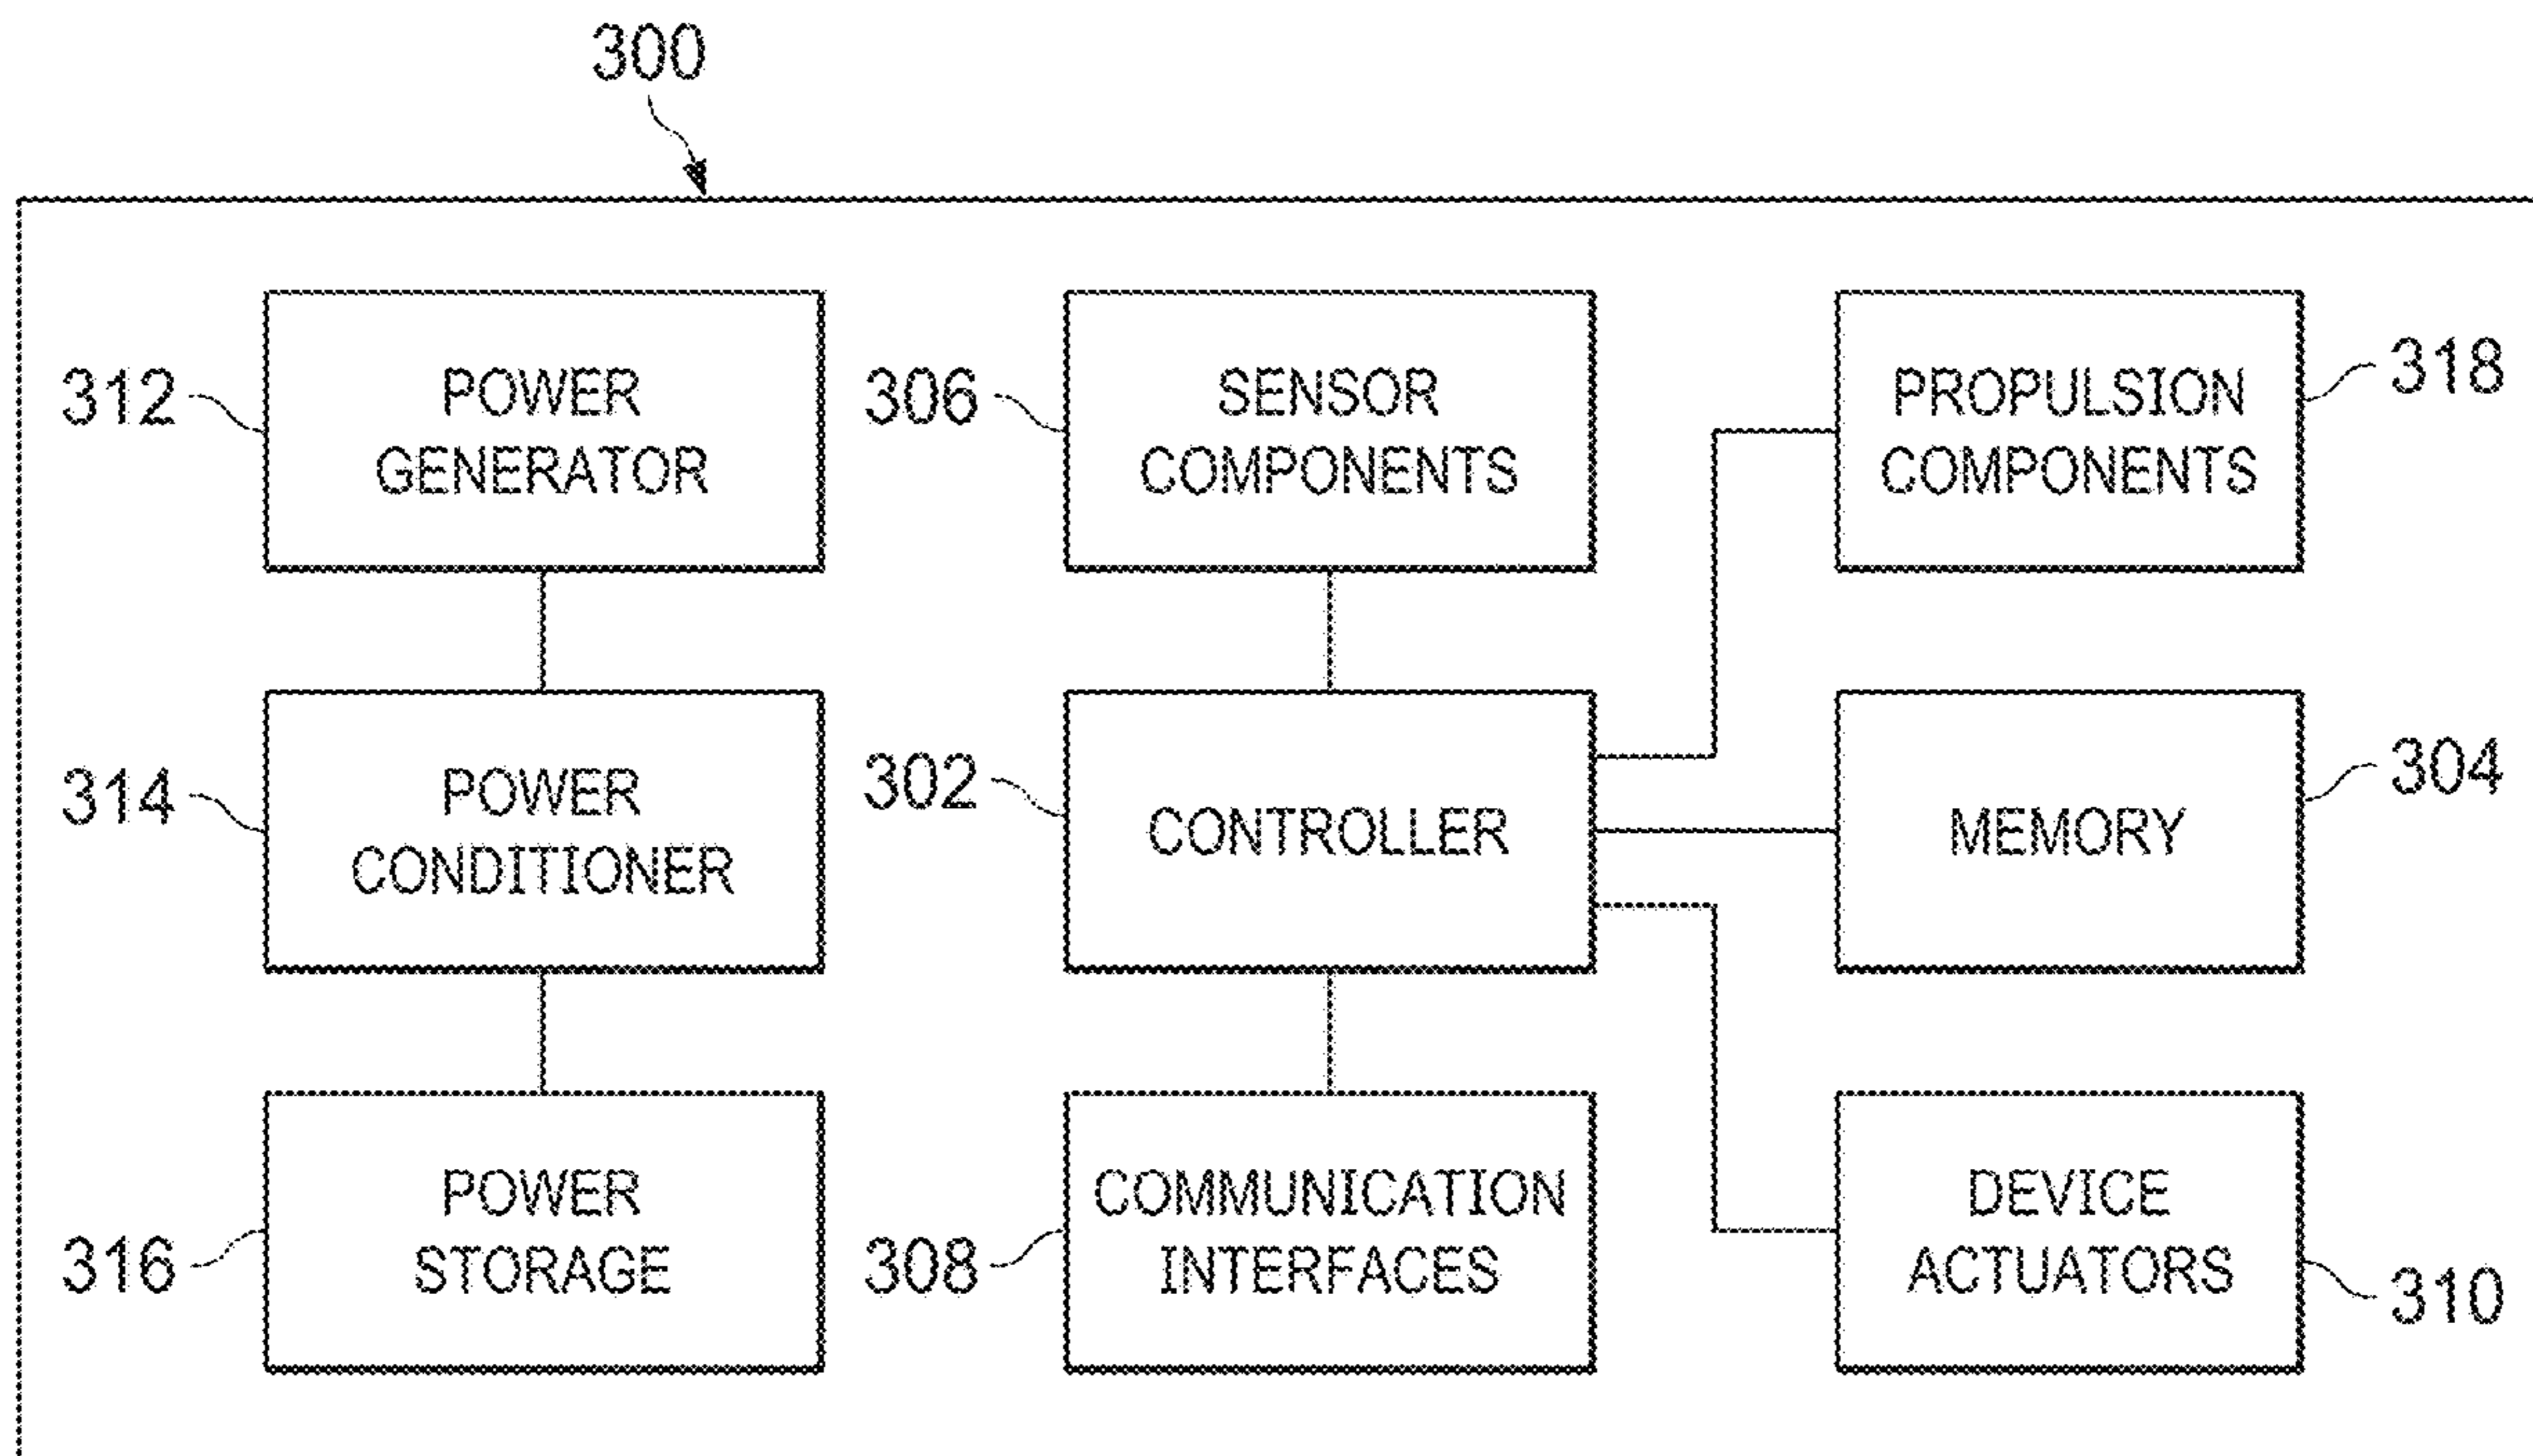 300
312
POWER
GENERATOR
306
SENSOR
COMPONENTS
PROPULSION
COMPONENTS
318
314
POWER
CONDITIONER
302
CONTROLLER
MEMORY
304
316
POWER
STORAGE
308
COMMUNICATION
INTERFACES
DEVICE
ACTUATORS
310